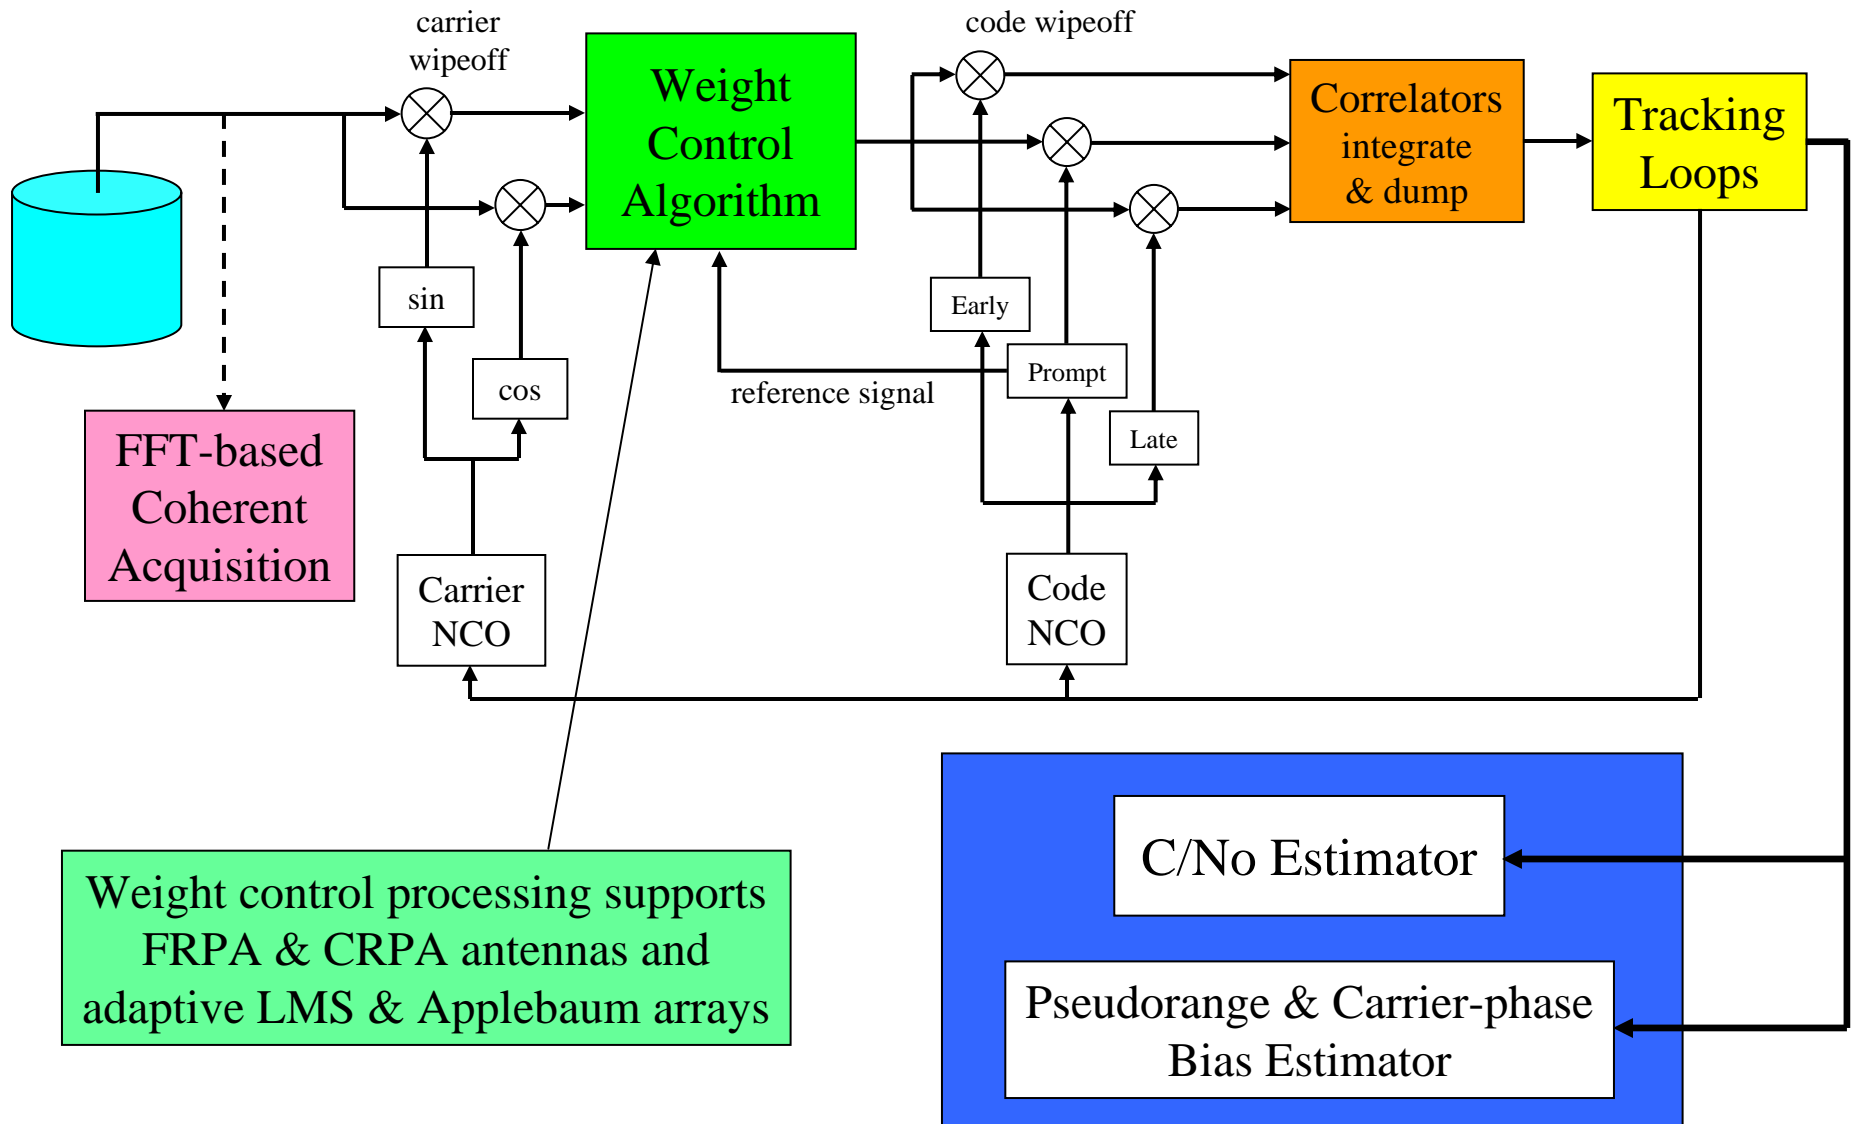 carrier
wipeoff
code wipeoff
Weight
Control
Algorithm
Correlators
integrate
& dump
Tracking
Loops
sin
cos
Early
Prompt
Late
reference signal
FFT-based
Coherent
Acquisition
Carrier
NCO
Code
NCO
C/No Estimator
Weight control processing supports
FRPA & CRPA antennas and
adaptive LMS & Applebaum arrays
Pseudorange & Carrier-phase
Bias Estimator